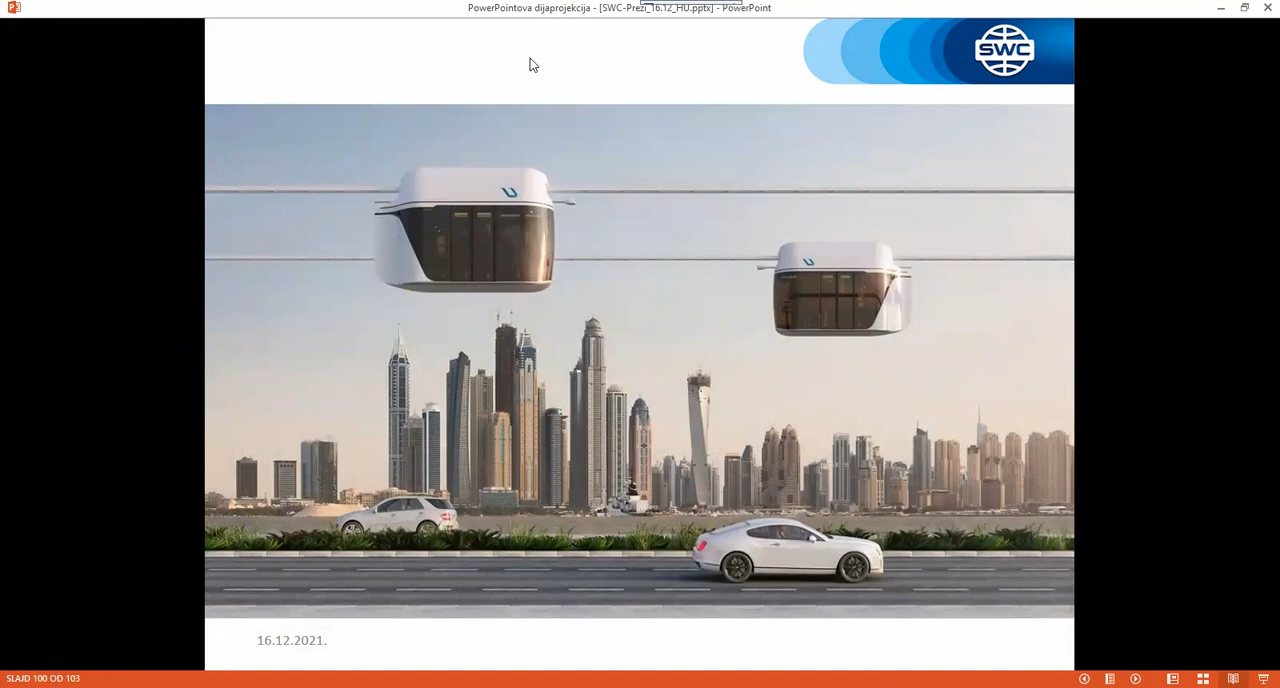 PowerPointova dijaprojekcija - [SWC-Prezi_16.12_HU.pptx] - PowerPoint
SWC
16.12.2021.
SLAJD 100 OD 103